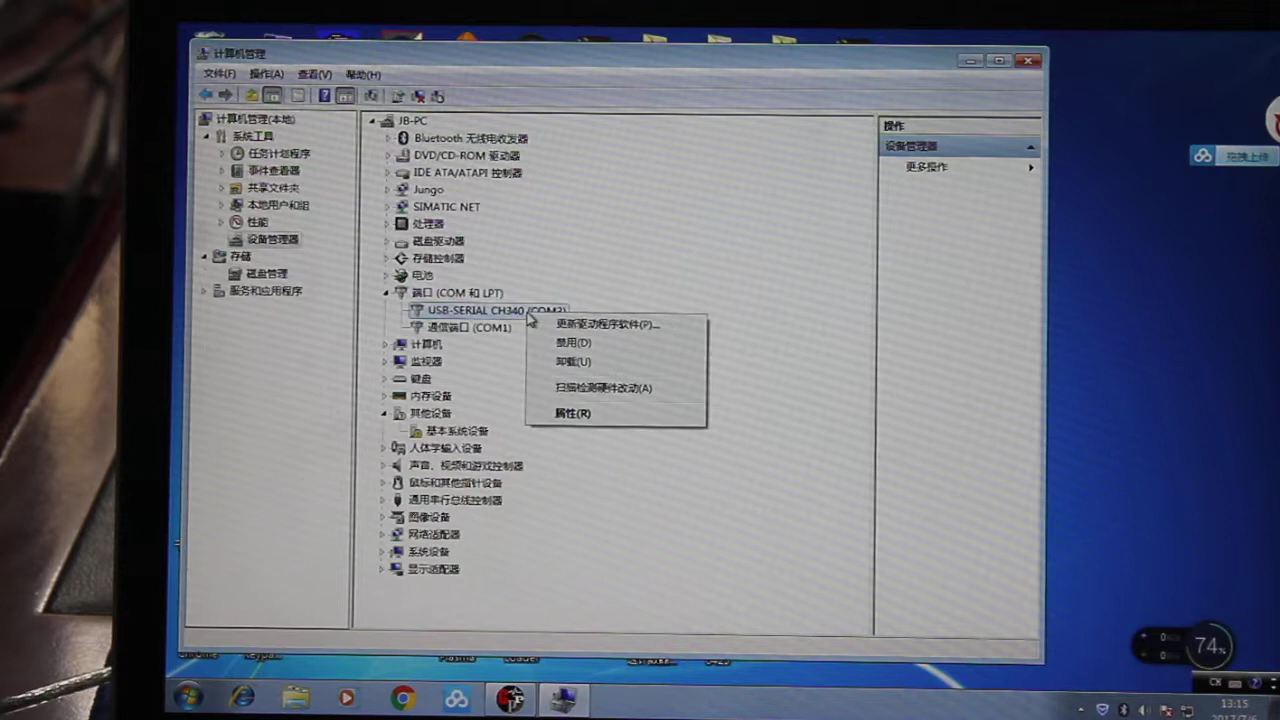 计算机管理
文件(F) 操作(A) 查看(V) 帮助(H)
计算机管理(本地)
系统工具
任务计划程序
事件查看器
共享文件夹
本地用户和组
性能
设备管理器
存储
磁盘管理
服务和应用程序
JB-PC
Bluetooth 无线电收发器
DVD/CD-ROM 驱动器
IDE ATA/ATAPI 控制器
Jungo
SIMATIC NET
处理器
磁盘驱动器
存储控制器
电池
端口 (COM 和 LPT)
USB-SERIAL CH340
通信端口 (COM1)
计算机
监视器
键盘
内存设备
其他设备
基本系统设备
人体学输入设备
声音、视频和游戏控制器
鼠标和其他指针设备
通用串行总线控制器
图像设备
网络适配器
系统设备
显示适配器
更新驱动程序软件(P)...
禁用(D)
卸载(U)
扫描检测硬件改动(A)
属性(R)
操作
设备管理器
更多操作
拖拽上传
74%
CH
13:15
2017/7/6